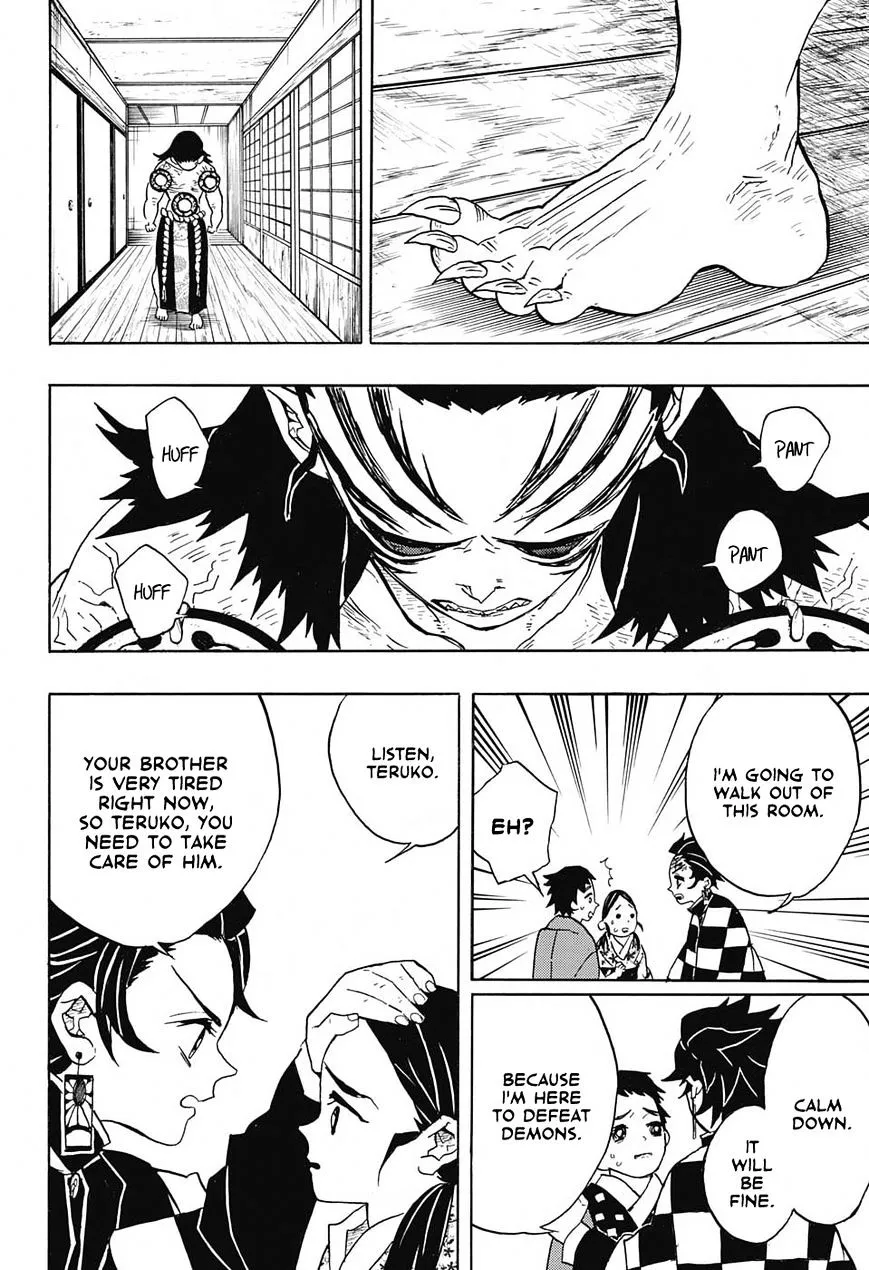 PANT
PANT
HUFF
HUFF
I'M GOING TO
WALK OUT OF
THIS ROOM.
EH?
CALM
DOWN.
IT
WILL
BE
FINE.
BECAUSE
I'M HERE
TO DEFEAT
DEMONS.
LISTEN,
TERUKO.
YOUR BROTHER
IS VERY TIRED
RIGHT NOW,
SO TERUKO, YOU
NEED TO TAKE
CARE OF HIM.